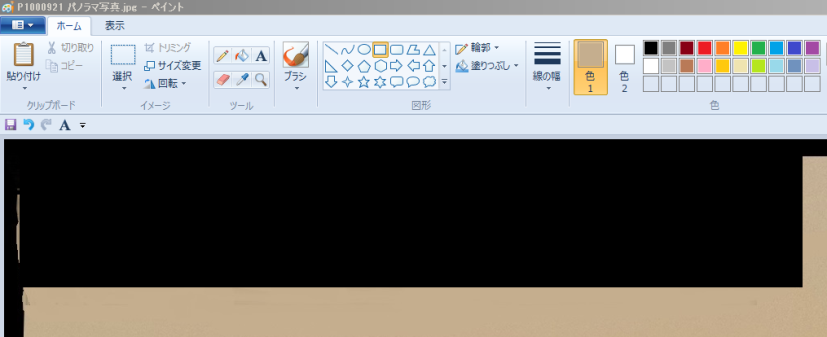 P1000921 パノラマ写真.jpg - ペイント
ホーム 表示
貼り付け
切り取り
コピー
クリップボード
選択
トリミング
サイズ変更
回転
イメージ
A
ツール
ブラシ
輪郭
塗りつぶし
図形
線の幅
色
1
色
2
色
A